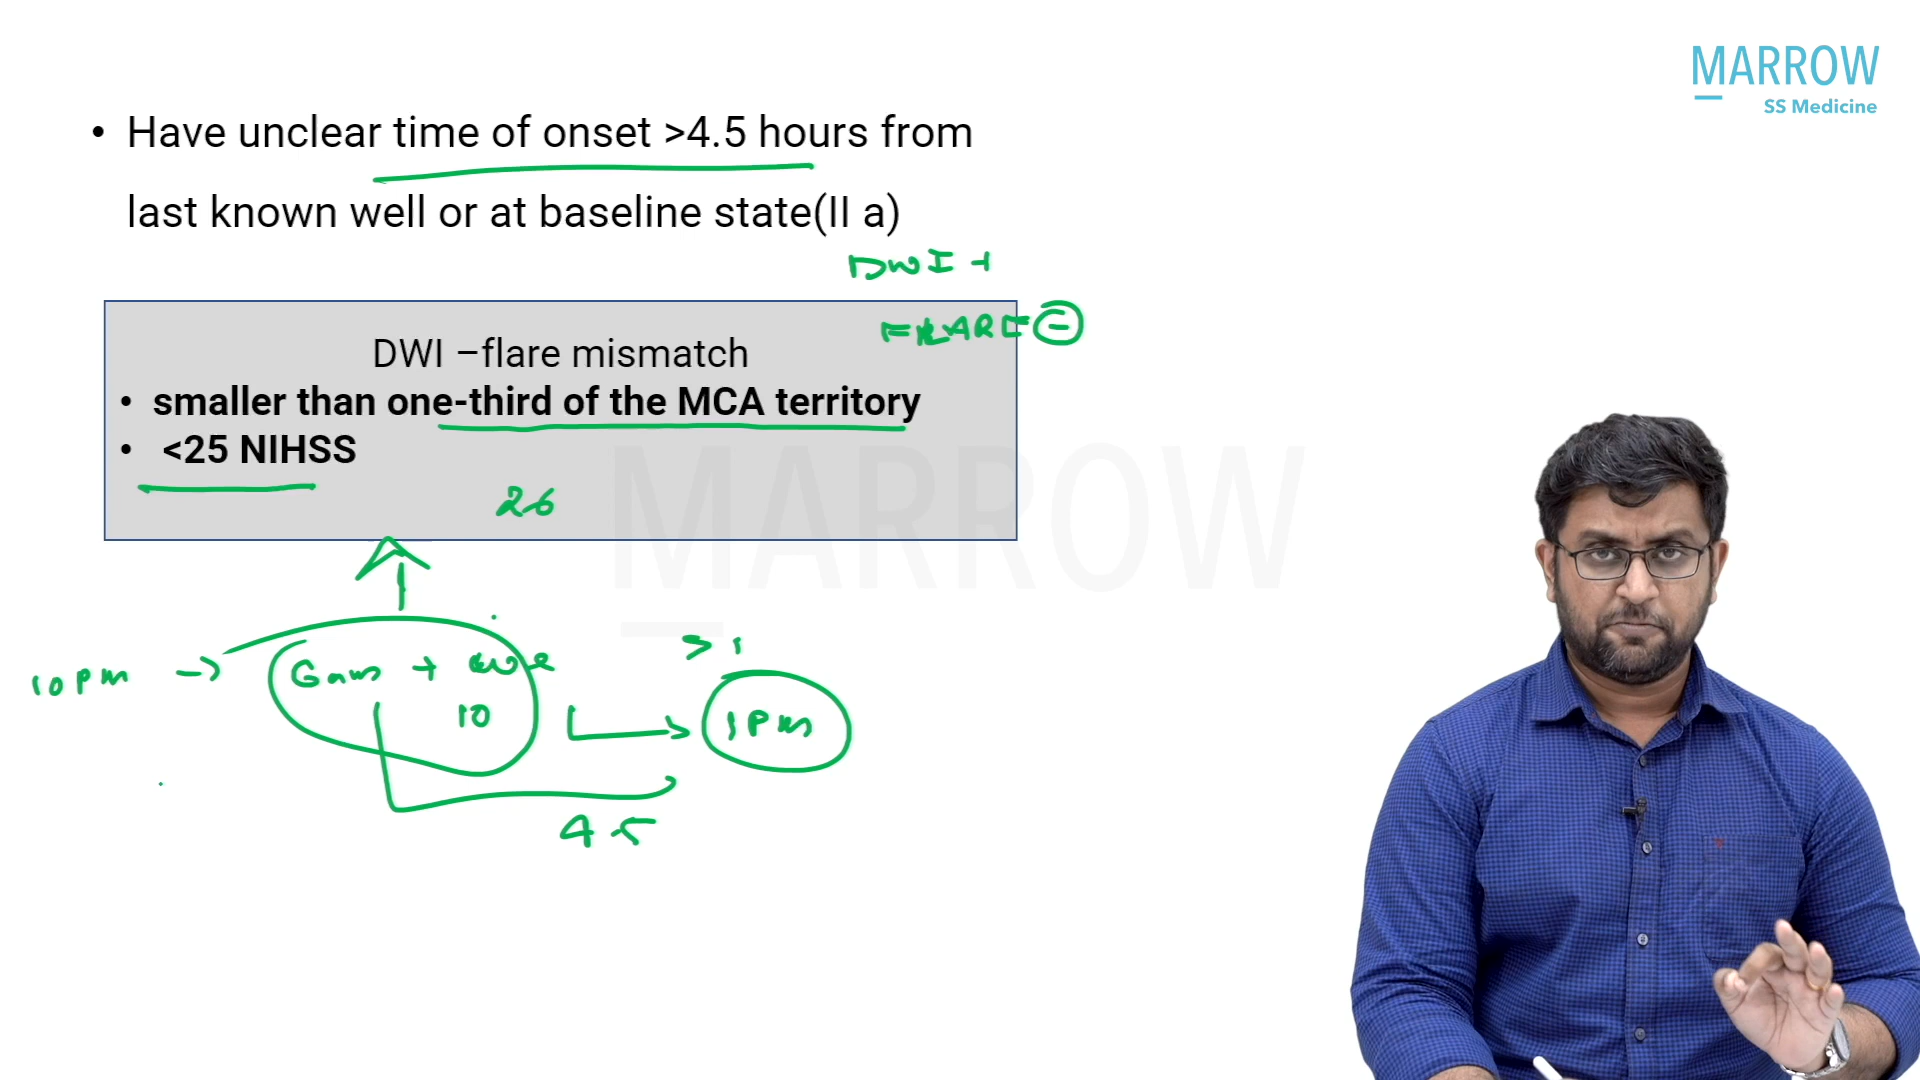 MARROW
SS Medicine
• Have unclear time of onset >4.5 hours from
last known well or at baseline state(II a)
DWI +
DWI –flare mismatch
• smaller than one-third of the MCA territory
• <25 NIHSS
26
MARROW
10 PM →
+
10
1 PM
4.5